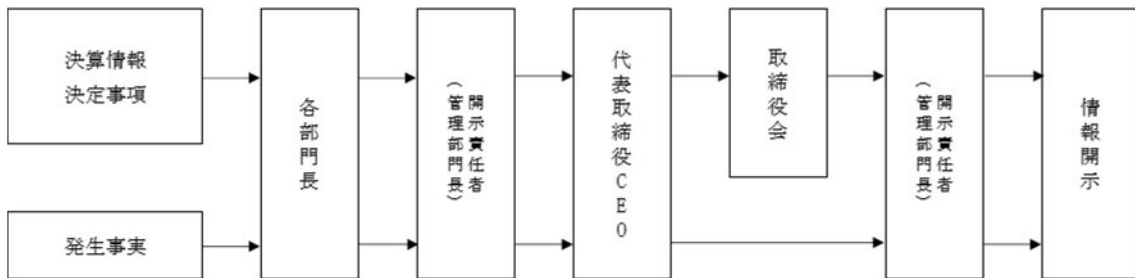 決算情報
決定事項
発生事実
各部門長
開示責任者
(管理部門長)
代表取締役CEO
取締役会
開示責任者
(管理部門長)
情報開示